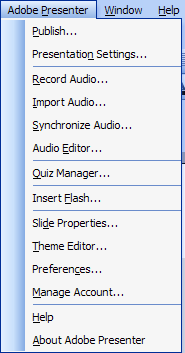 Adobe Presenter Window Help
Publish...
Presentation Settings...
Record Audio...
Import Audio...
Synchronize Audio...
Audio Editor...
Quiz Manager...
Insert Flash...
Slide Properties...
Theme Editor...
Preferences...
Manage Account...
Help
About Adobe Presenter